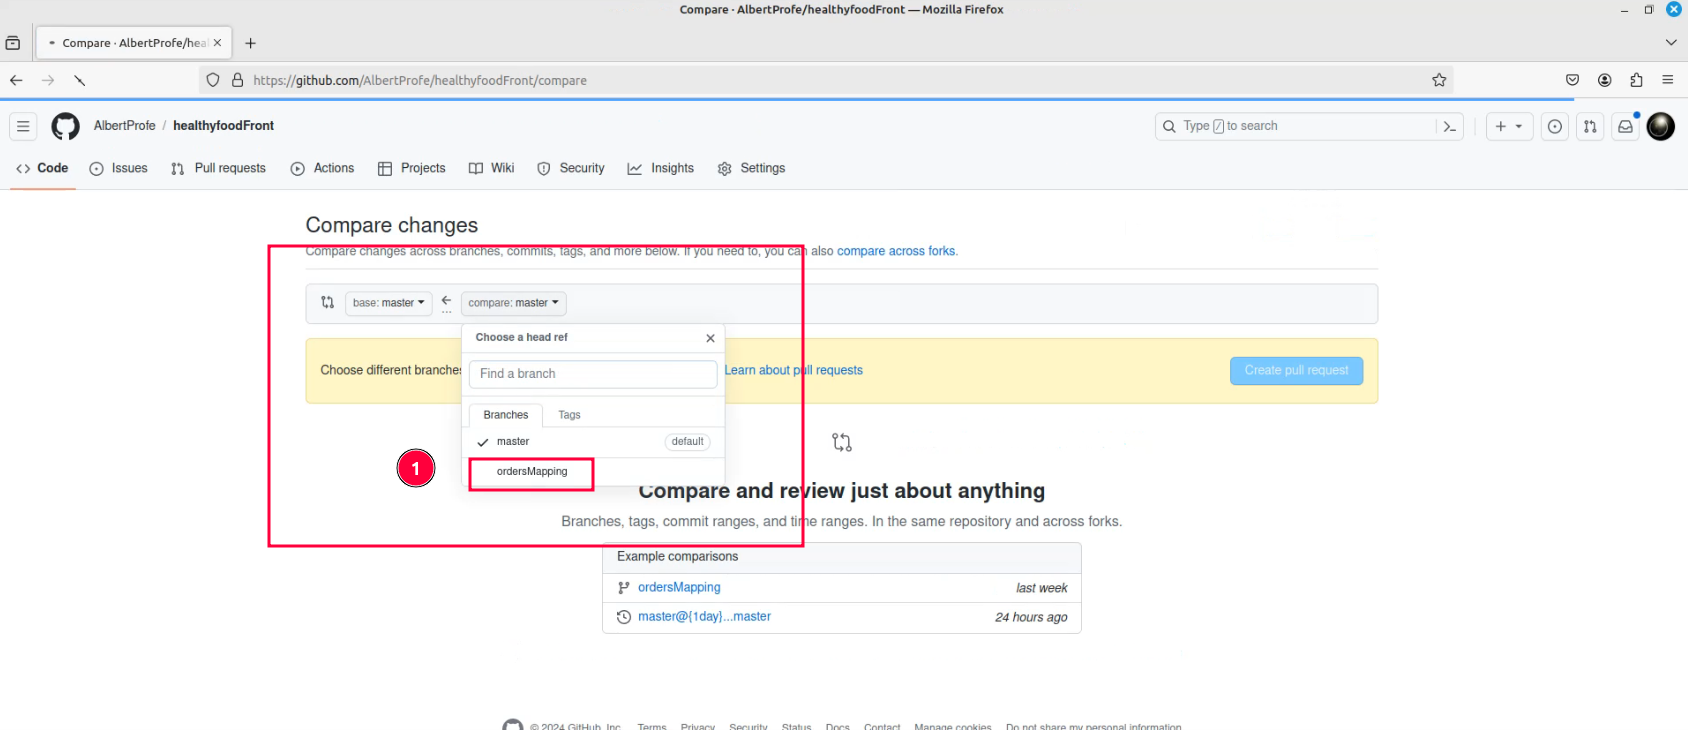 Compare · AlbertProfe/healthyfoodFront — Mozilla Firefox
Compare · AlbertProfe/heal
https://github.com/AlbertProfe/healthyfoodFront/compare
AlbertProfe / healthyfoodFront
Type / to search
Code Issues Pull requests Actions Projects Wiki Security Insights Settings
Compare changes
Compare changes across branches, commits, tags, and more below. If you need to, you can also compare across forks.
base: master compare: master
...
Choose a head ref
Choose different branches Learn about pull requests Create pull request
Find a branch
Branches Tags
master default
1 ordersMapping
Compare and review just about anything
Branches, tags, commit ranges, and time ranges. In the same repository and across forks.
Example comparisons
ordersMapping last week
master@{1day}...master 24 hours ago
© 2024 GitHub, Inc. Terms Privacy Security Status Docs Contact Manage cookies Do not share my personal information